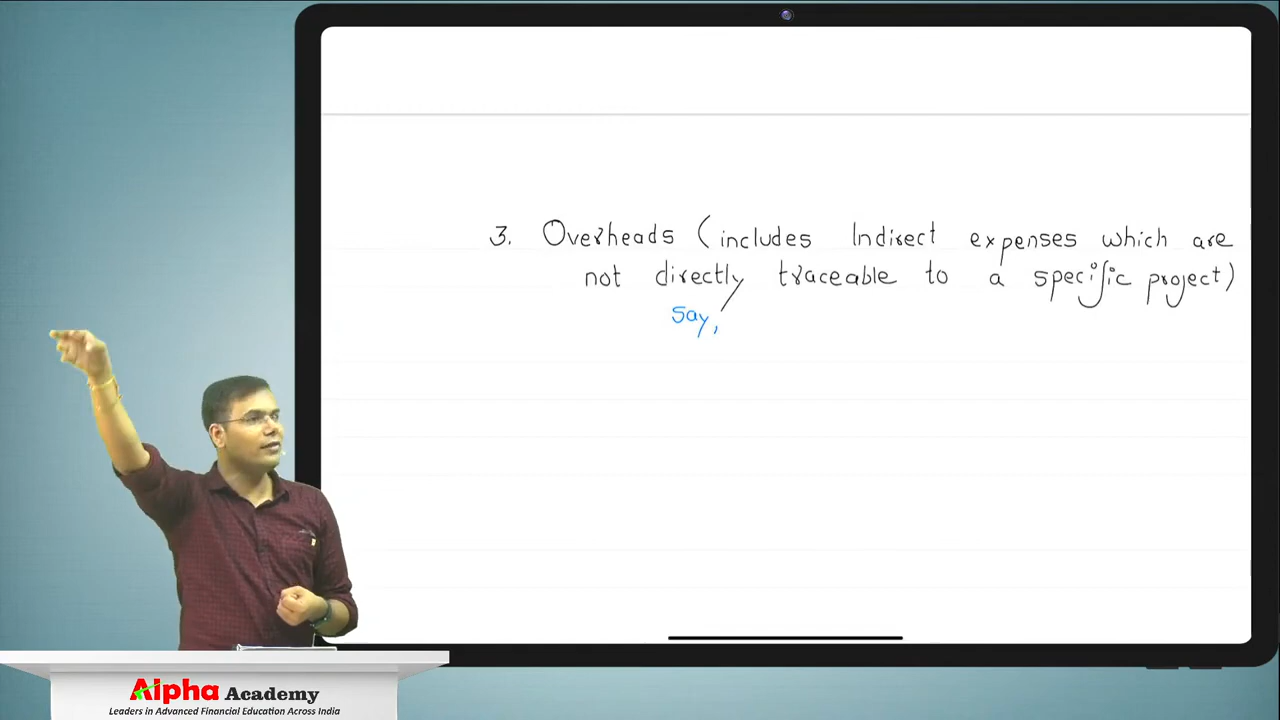 3. Overheads (includes Indirect expenses which are
not directly traceable to a specific project)
say,
Alpha Academy
Leaders in Advanced Financial Education Across India